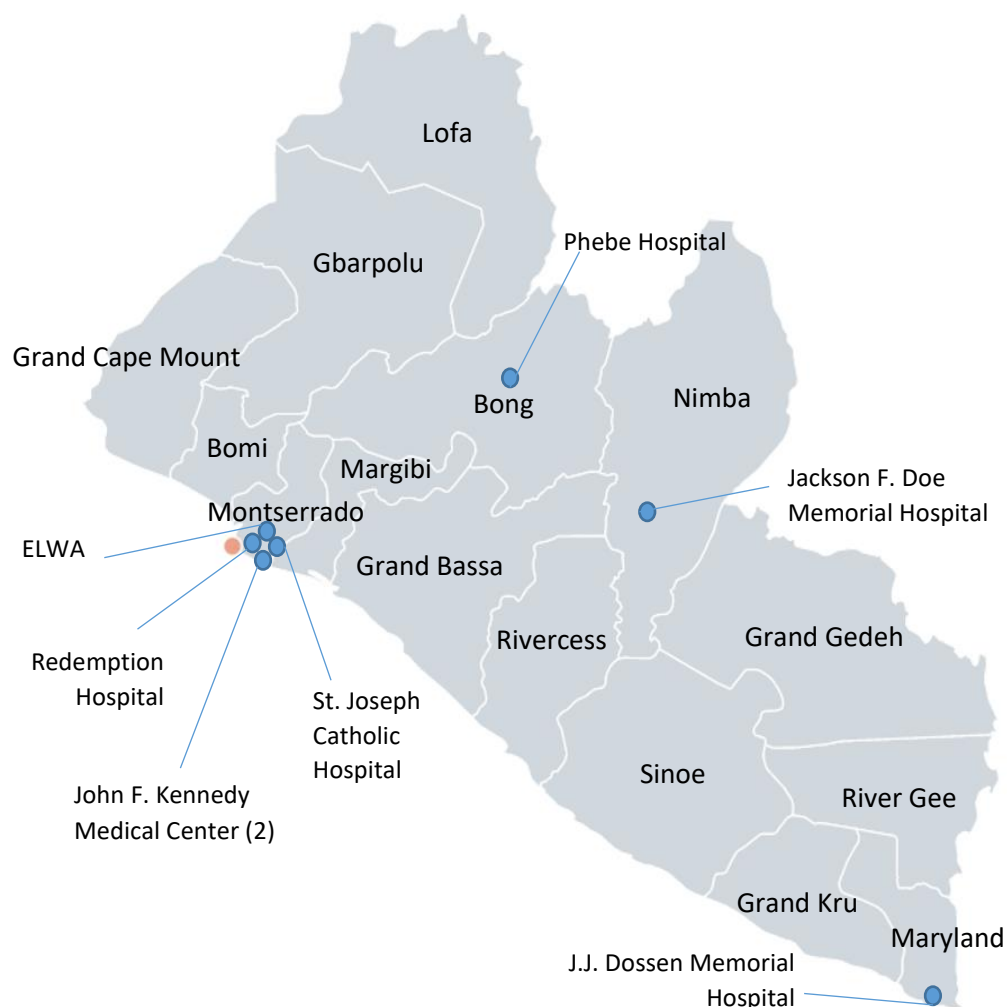 Lofa
Phebe Hospital
Gbarpolu
Grand Cape Mount
Nimba
Bong
Bomi
Margibi
Jackson F. Doe
Memorial Hospital
Montserrado
ELWA
Grand Bassa
Rivercess
Grand Gedeh
Redemption
Hospital
St. Joseph
Catholic
Hospital
Sinoe
River Gee
John F. Kennedy
Medical Center (2)
Grand Kru
Maryland
J.J. Dossen Memorial
Hospital